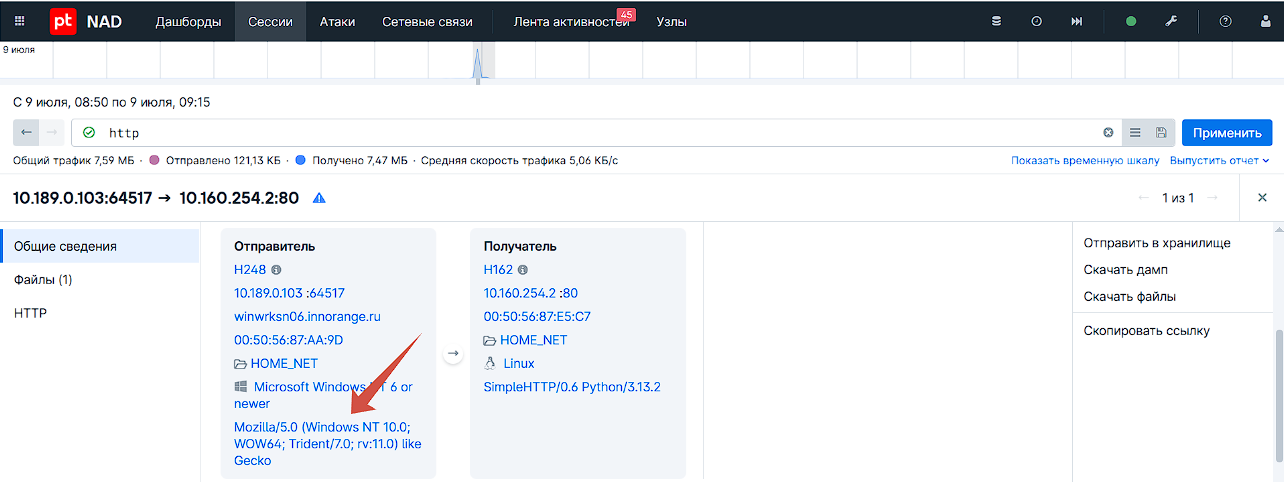 pt NAD Дашборды Сессии Атаки Сетевые связи Лента активностей 45 Узлы
9 июля
С 9 июля, 08:50 по 9 июля, 09:15
http Применить
Общий трафик 7,59 МБ · Отправлено 121,13 КБ · Получено 7,47 МБ · Средняя скорость трафика 5,06 КБ/с Показать временную шкалу Выпустить отчет
10.189.0.103:64517 → 10.160.254.2:80 ← 1 из 1 →
Общие сведения
Файлы (1)
HTTP
Отправитель
H248
10.189.0.103 :64517
winwrksn06.innorange.ru
00:50:56:87:AA:9D
HOME_NET
Microsoft Windows NT 6 or
newer
Mozilla/5.0 (Windows NT 10.0;
WOW64; Trident/7.0; rv:11.0) like
Gecko
→
Получатель
H162
10.160.254.2 :80
00:50:56:87:E5:C7
HOME_NET
Linux
SimpleHTTP/0.6 Python/3.13.2
Отправить в хранилище
Скачать дамп
Скачать файлы
Скопировать ссылку